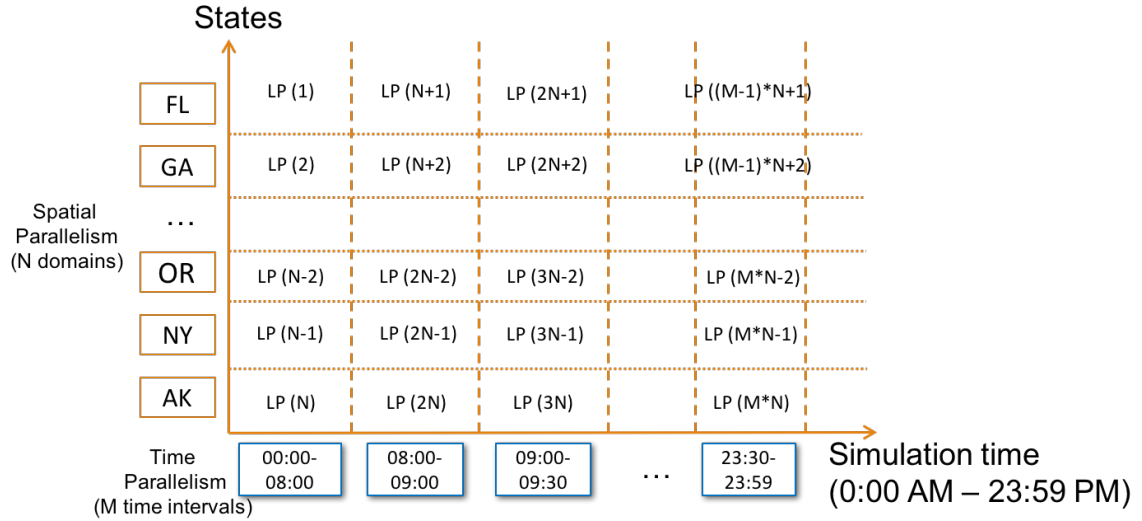 States
FL
LP (1)
LP (N+1)
LP (2N+1)
LP ((M-1)*N+1)
GA
LP (2)
LP (N+2)
LP (2N+2)
LP ((M-1)*N+2)
Spatial
Parallelism
(N domains)
...
OR
LP (N-2)
LP (2N-2)
LP (3N-2)
LP (M*N-2)
NY
LP (N-1)
LP (2N-1)
LP (3N-1)
LP (M*N-1)
AK
LP (N)
LP (2N)
LP (3N)
LP (M*N)
Time
Parallelism
(M time intervals)
00:00-
08:00
08:00-
09:00
09:00-
09:30
...
23:30-
23:59
Simulation time
(0:00 AM – 23:59 PM)